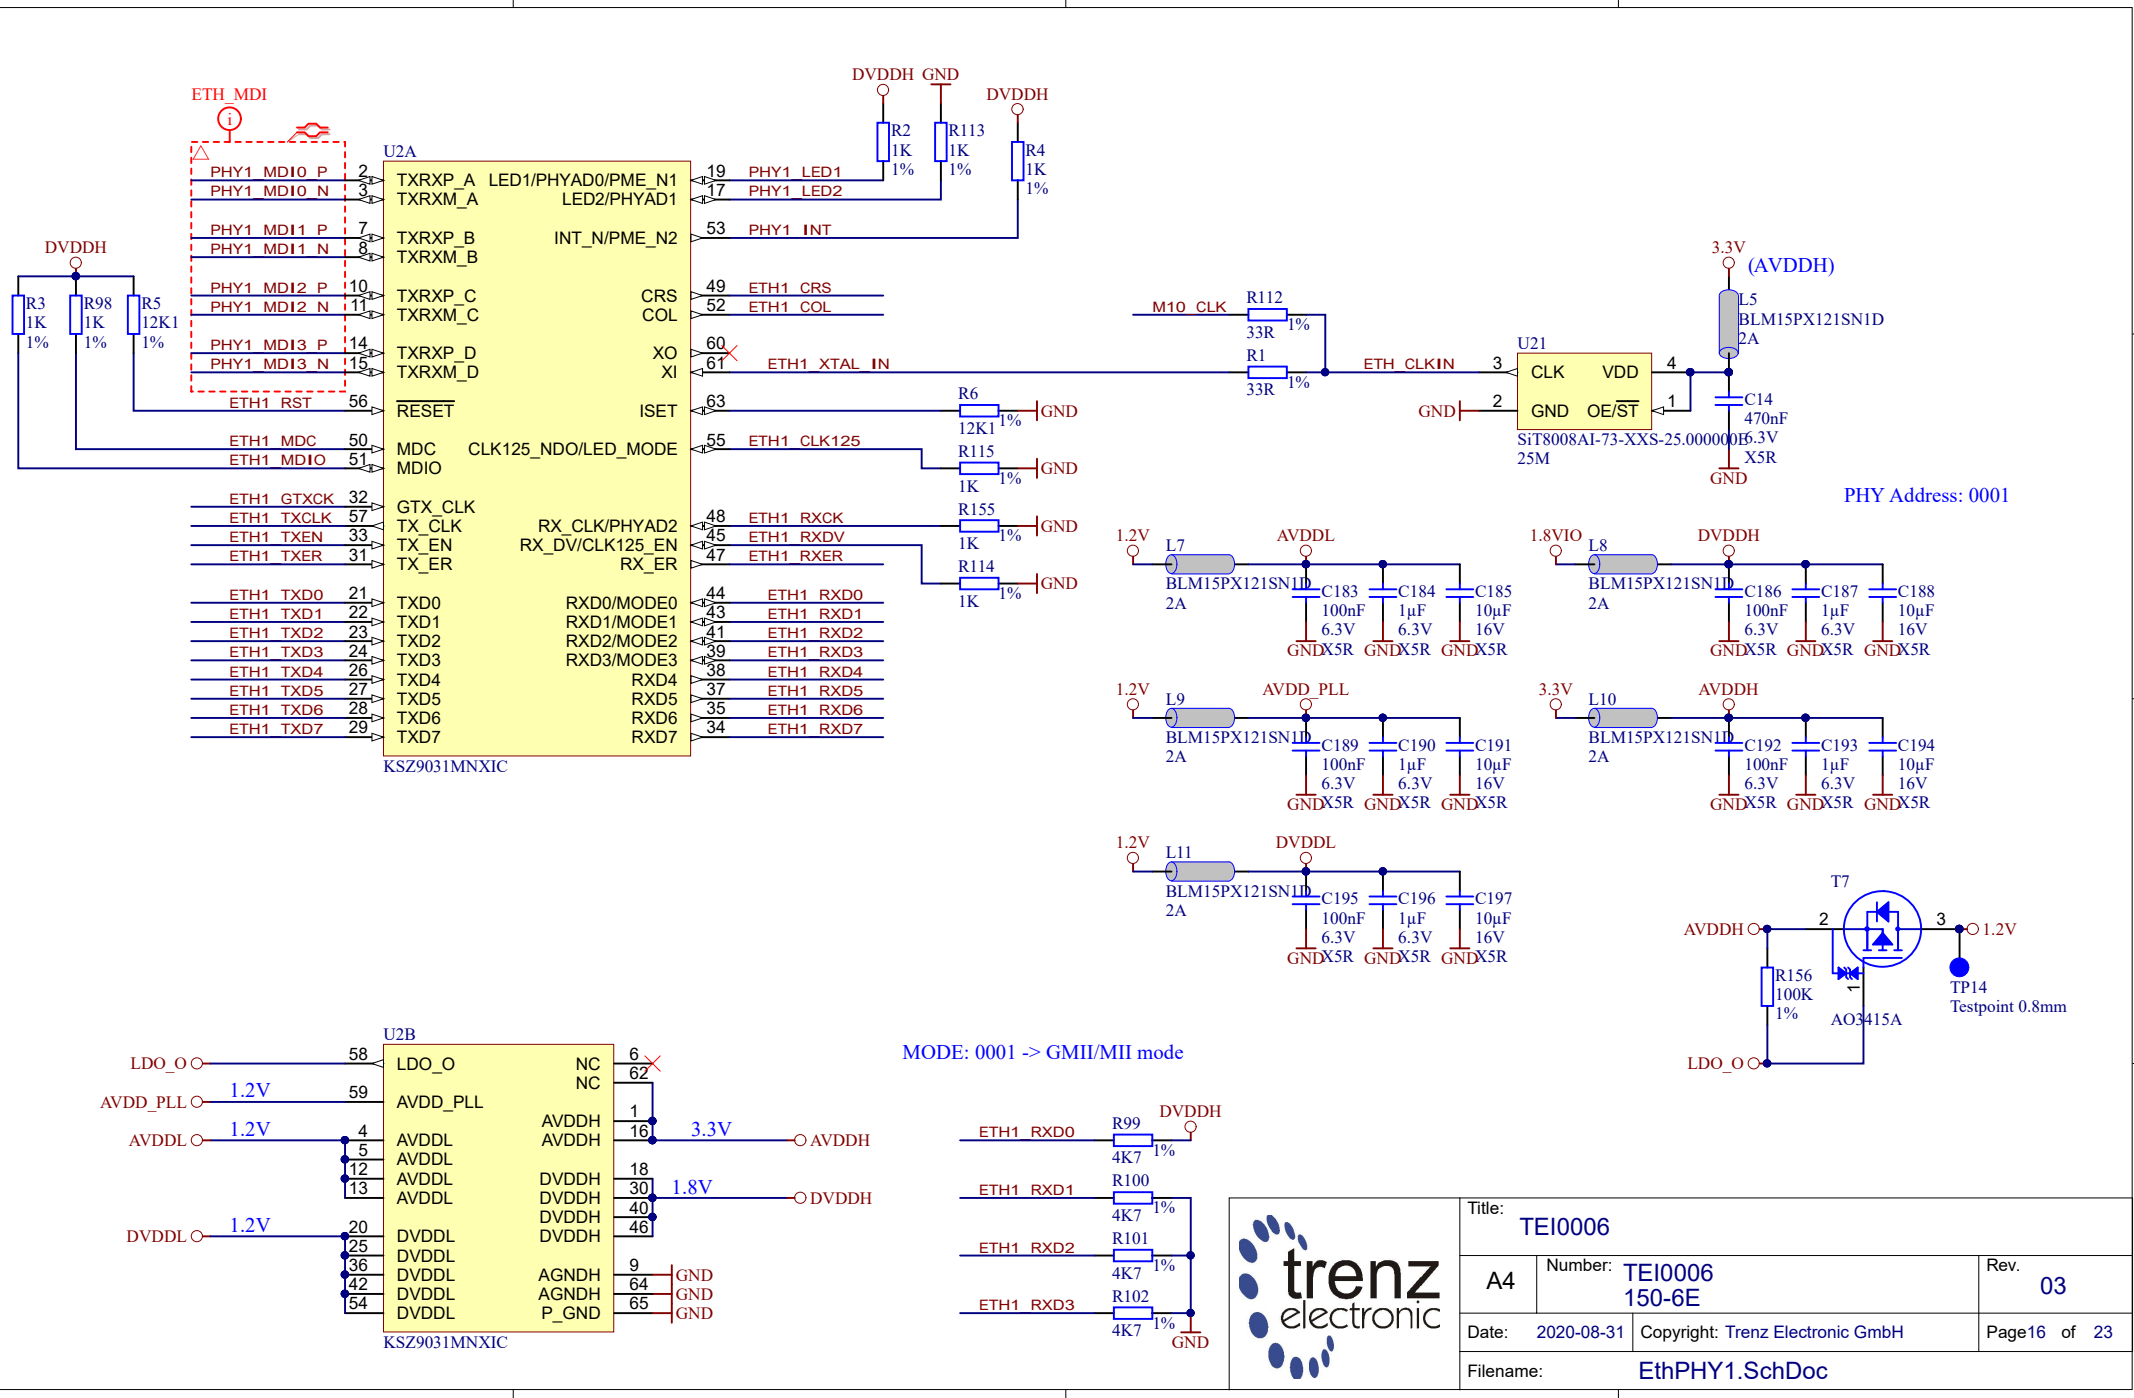 ETH_MDI
i
DVDDH
R3
1K
1%
R98
1K
1%
R5
12K1
1%
PHY1_MDI0_P
PHY1_MDI0_N
PHY1_MDI1_P
PHY1_MDI1_N
PHY1_MDI2_P
PHY1_MDI2_N
PHY1_MDI3_P
PHY1_MDI3_N
ETH1_RST
ETH1_MDC
ETH1_MDIO
ETH1_GTXCK
ETH1_TXCLK
ETH1_TXEN
ETH1_TXER
ETH1_TXD0
ETH1_TXD1
ETH1_TXD2
ETH1_TXD3
ETH1_TXD4
ETH1_TXD5
ETH1_TXD6
ETH1_TXD7
U2A
2 TXRXP_A
3 TXRXM_A
7 TXRXP_B
8 TXRXM_B
10 TXRXP_C
11 TXRXM_C
14 TXRXP_D
15 TXRXM_D
56 RESET
50 MDC
51 MDIO
32 GTX_CLK
57 TX_CLK
33 TX_EN
31 TX_ER
21 TXD0
22 TXD1
23 TXD2
24 TXD3
26 TXD4
27 TXD5
28 TXD6
29 TXD7
LED1/PHYAD0/PME_N1 19 PHY1_LED1
LED2/PHYAD1 17 PHY1_LED2
INT_N/PME_N2 53 PHY1_INT
CRS 49 ETH1_CRS
COL 52 ETH1_COL
XO 60
XI 61 ETH1_XTAL_IN
ISET 63
CLK125_NDO/LED_MODE 55 ETH1_CLK125
RX_CLK/PHYAD2 48 ETH1_RXCK
RX_DV/CLK125_EN 45 ETH1_RXDV
RX_ER 47 ETH1_RXER
RXD0/MODE0 44 ETH1_RXD0
RXD1/MODE1 43 ETH1_RXD1
RXD2/MODE2 41 ETH1_RXD2
RXD3/MODE3 39 ETH1_RXD3
RXD4 38 ETH1_RXD4
RXD5 37 ETH1_RXD5
RXD6 35 ETH1_RXD6
RXD7 34 ETH1_RXD7
KSZ9031MNXIC
DVDDH
R2
1K
1%
GND
R113
1K
1%
DVDDH
R4
1K
1%
R6
12K1
1%
GND
R115
1K
1%
GND
R155
1K
1%
GND
R114
1K
1%
GND
M10_CLK
R112
33R
1%
R1
33R
1%
ETH_CLKIN
GND
U21
3 CLK
VDD 4
2 GND
OE/ST 1
SiT8008AI-73-XXS-25.000000E
25M
3.3V
(AVDDH)
L5
BLM15PX121SN1D
2A
C14
470nF
6.3V
X5R
GND
PHY Address: 0001
1.2V
L7
BLM15PX121SN1D
2A
AVDDL
C183
100nF
6.3V
X5R
GND
C184
1µF
6.3V
X5R
GND
C185
10µF
16V
X5R
GND
1.8VIO
L8
BLM15PX121SN1D
2A
DVDDH
C186
100nF
6.3V
X5R
GND
C187
1µF
6.3V
X5R
GND
C188
10µF
16V
X5R
GND
1.2V
L9
BLM15PX121SN1D
2A
AVDD_PLL
C189
100nF
6.3V
X5R
GND
C190
1µF
6.3V
X5R
GND
C191
10µF
16V
X5R
GND
3.3V
L10
BLM15PX121SN1D
2A
AVDDH
C192
100nF
6.3V
X5R
GND
C193
1µF
6.3V
X5R
GND
C194
10µF
16V
X5R
GND
1.2V
L11
BLM15PX121SN1D
2A
DVDDL
C195
100nF
6.3V
X5R
GND
C196
1µF
6.3V
X5R
GND
C197
10µF
16V
X5R
GND
T7
AVDDH
2
3
1.2V
R156
100K
1%
1
AO3415A
TP14
Testpoint 0.8mm
LDO_O
U2B
LDO_O 58 LDO_O
AVDD_PLL 1.2V 59 AVDD_PLL
AVDDL 1.2V 4 AVDDL
5 AVDDL
12 AVDDL
13 AVDDL
DVDDL 1.2V 20 DVDDL
25 DVDDL
36 DVDDL
42 DVDDL
54 DVDDL
NC 6
NC 62
AVDDH 1
AVDDH 16 3.3V AVDDH
DVDDH 18
DVDDH 30 1.8V DVDDH
DVDDH 40
DVDDH 46
AGNDH 9 GND
AGNDH 64 GND
P_GND 65 GND
KSZ9031MNXIC
MODE: 0001 -> GMII/MII mode
DVDDH
ETH1_RXD0
R99
4K7
1%
ETH1_RXD1
R100
4K7
1%
ETH1_RXD2
R101
4K7
1%
ETH1_RXD3
R102
4K7
1%
GND
trenz
electronic
Title:
TEI0006
A4
Number: TEI0006
150-6E
Rev.
03
Date: 2020-08-31
Copyright: Trenz Electronic GmbH
Page16 of 23
Filename: EthPHY1.SchDoc